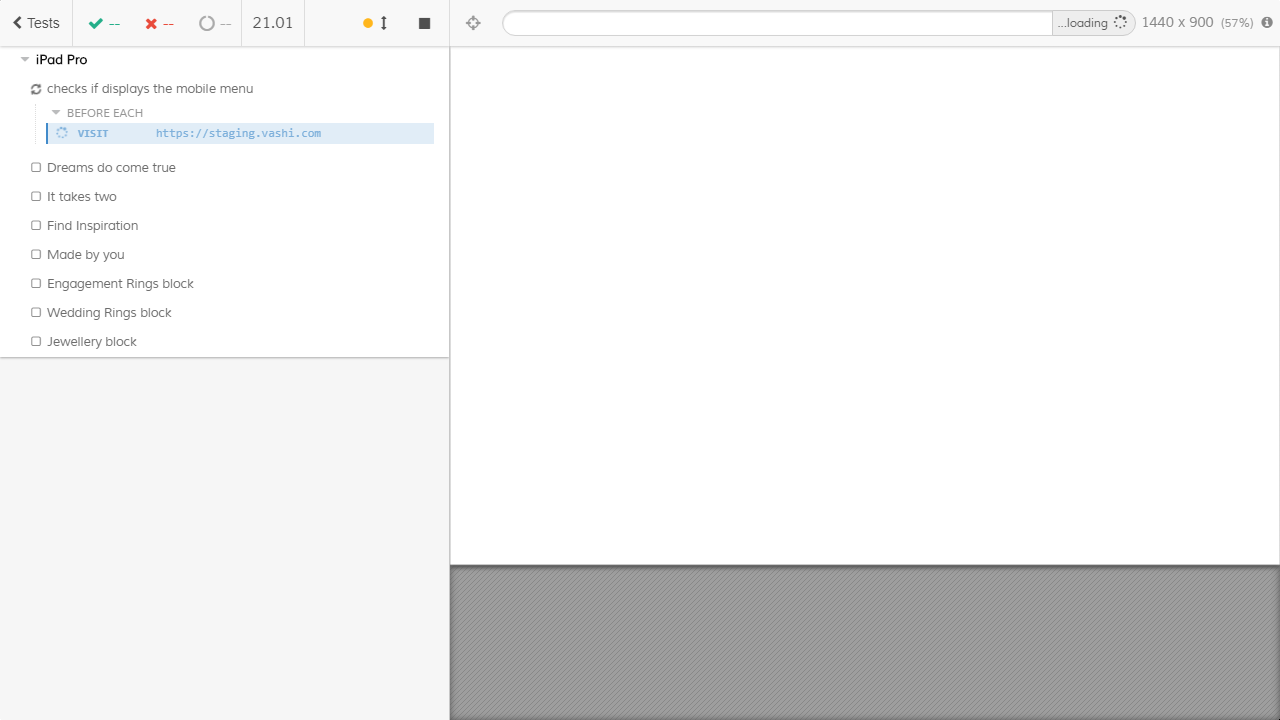 Tests -- -- -- 21.01 ...loading 1440 x 900 (57%)
iPad Pro
checks if displays the mobile menu
BEFORE EACH
VISIT https://staging.vashi.com
Dreams do come true
It takes two
Find Inspiration
Made by you
Engagement Rings block
Wedding Rings block
Jewellery block